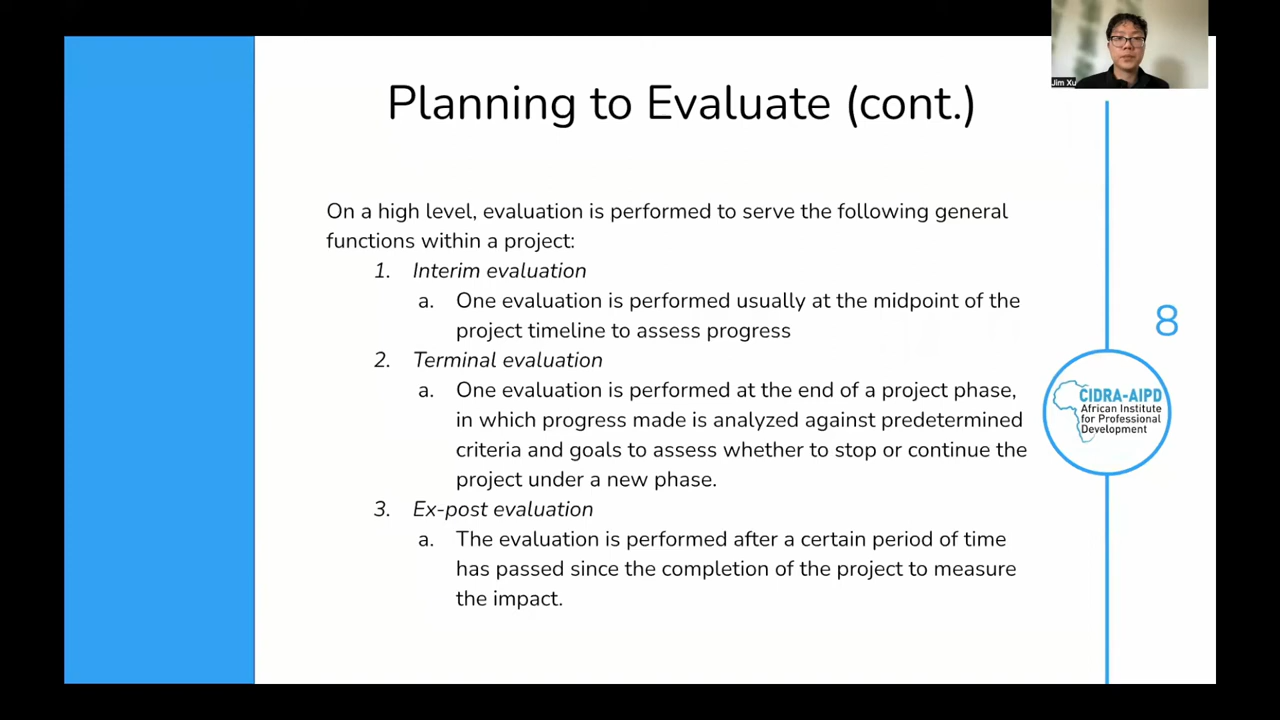 Planning to Evaluate (cont.)
Jim Xu
On a high level, evaluation is performed to serve the following general
functions within a project:
1. Interim evaluation
a. One evaluation is performed usually at the midpoint of the
project timeline to assess progress
2. Terminal evaluation
a. One evaluation is performed at the end of a project phase,
in which progress made is analyzed against predetermined
criteria and goals to assess whether to stop or continue the
project under a new phase.
3. Ex-post evaluation
a. The evaluation is performed after a certain period of time
has passed since the completion of the project to measure
the impact.
8
CIDRA-AIPD
African Institute
for Professional
Development